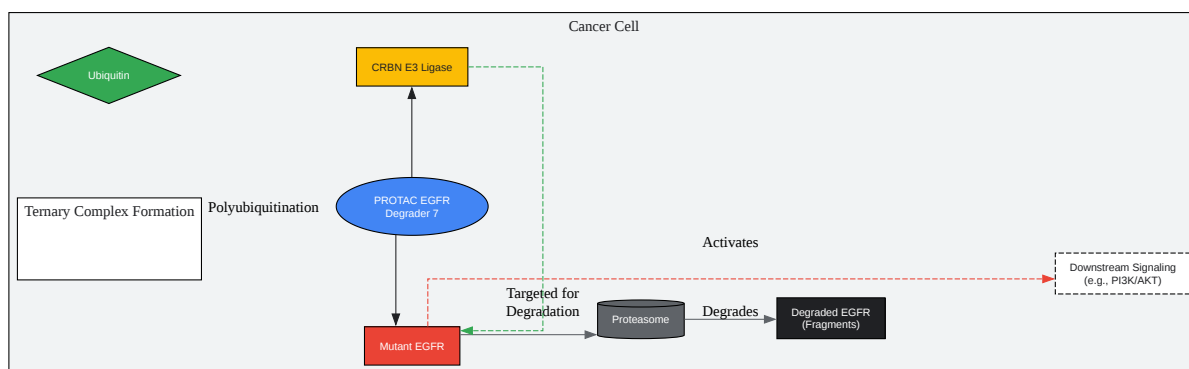 Cancer Cell
Ubiquitin
CRBN E3 Ligase
Ternary Complex Formation
Polyubiquitination
PROTAC EGFR
Degrader 7
Activates
Downstream Signaling
(e.g., PI3K/AKT)
Targeted for
Degradation
Proteasome
Degrades
Degraded EGFR
(Fragments)
Mutant EGFR